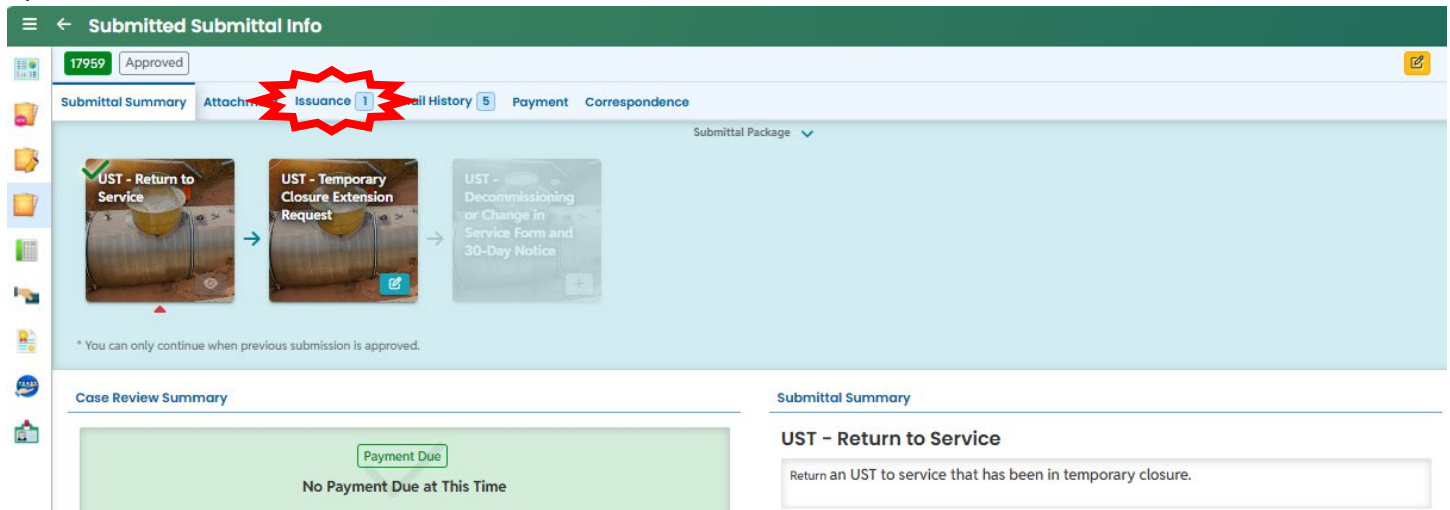 Submitted Submittal Info
17959 Approved
Submittal Summary Issuance 1 History 5 Payment Correspondence
Submittal Package
UST - Return to
Service
UST - Temporary
Closure Extension
Request
UST -
Decommissioning
or Change in
Service Form and
30-Day Notice
* You can only continue when previous submission is approved.
Case Review Summary
Payment Due
No Payment Due at This Time
Submittal Summary
UST - Return to Service
Return an UST to service that has been in temporary closure.